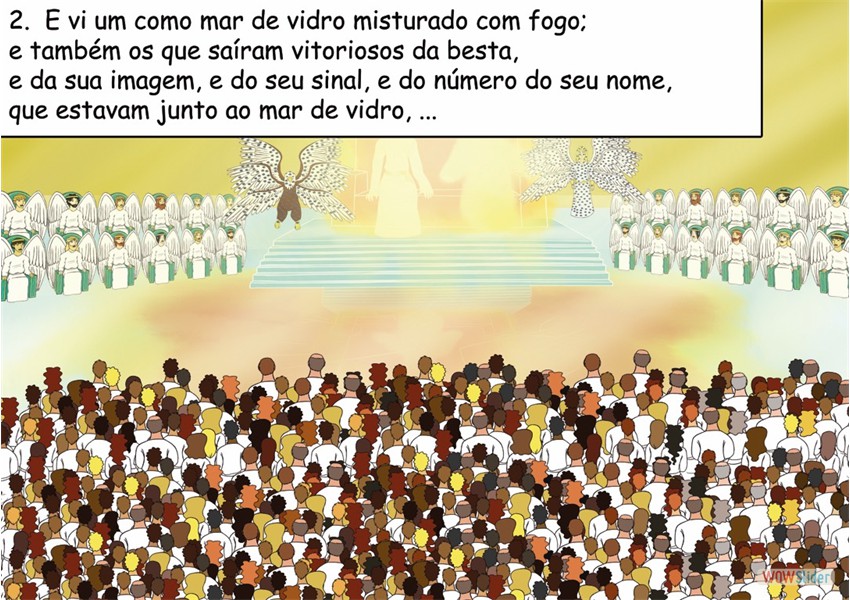 2. E vi um como mar de vidro misturado com fogo;
e também os que saíram vitoriosos da besta,
e da sua imagem, e do seu sinal, e do número do seu nome,
que estavam junto ao mar de vidro, ...
WOWSlider